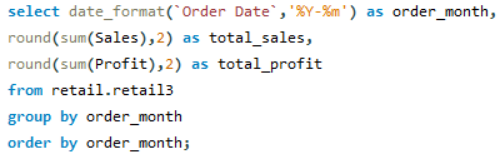 select date_format(`Order Date`,'%Y-%m') as order_month,
round(sum(Sales),2) as total_sales,
round(sum(Profit),2) as total_profit
from retail.retail3
group by order_month
order by order_month;